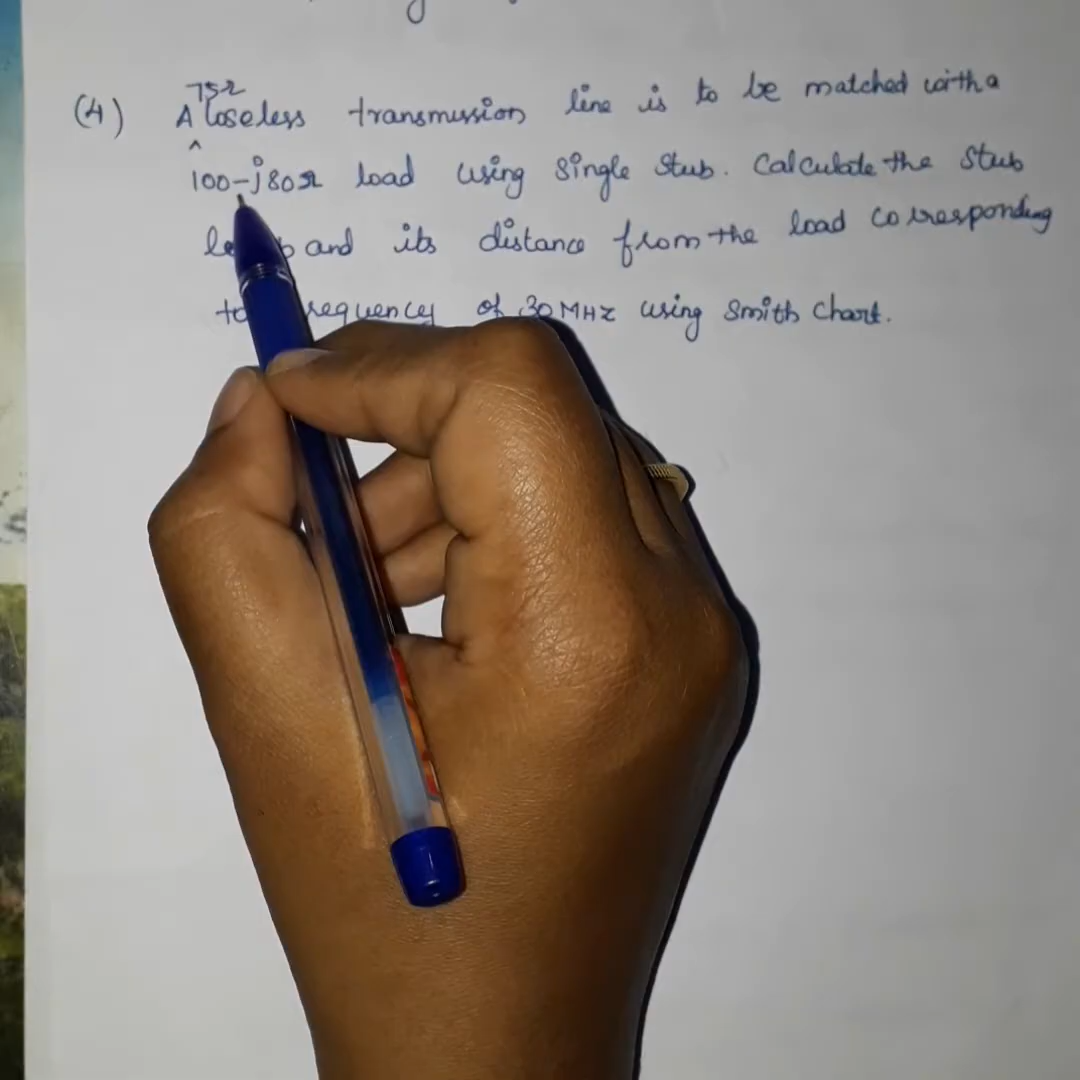 (4) A 75Ω loseless transmission line is to be matched with a
100-j80Ω load using single stub. Calculate the stub
and its distance from the load corresponding
of 30 MHz using smith chart.